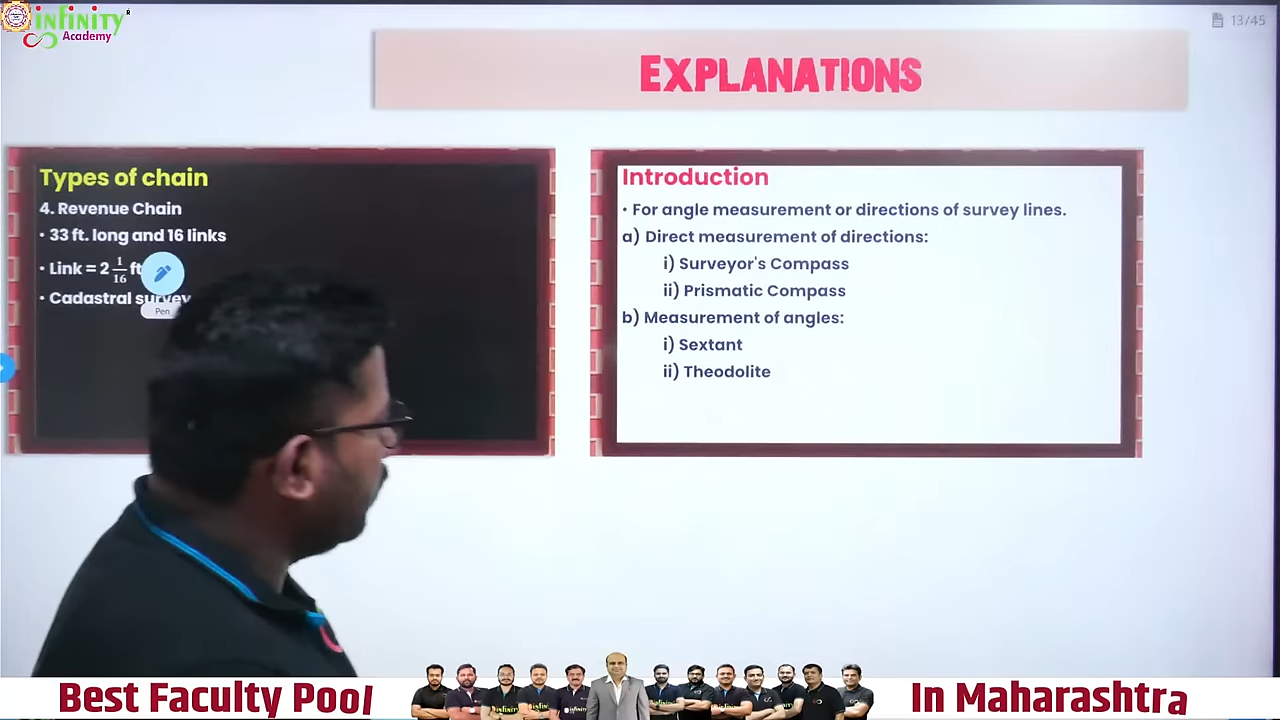 infinity
Academy
13/45
EXPLANATIONS
Types of chain
4. Revenue Chain
• 33 ft. long and 16 links
• Link = 2 1/16 ft
• Cadastral survey
Pen
Introduction
• For angle measurement or directions of survey lines.
a) Direct measurement of directions:
i) Surveyor's Compass
ii) Prismatic Compass
b) Measurement of angles:
i) Sextant
ii) Theodolite
Best Faculty Pool
In Maharashtra